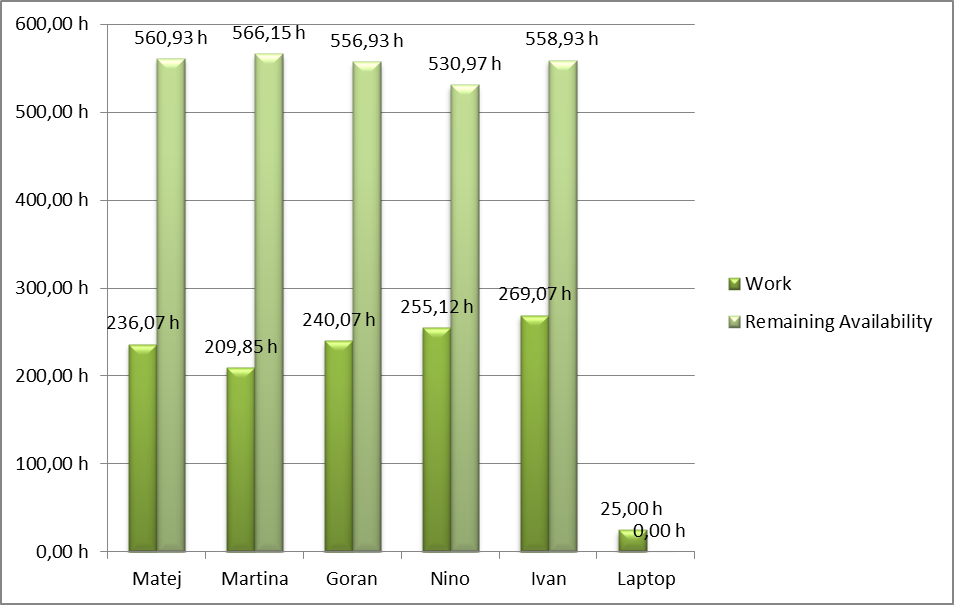 600,00 h
500,00 h
400,00 h
300,00 h
200,00 h
100,00 h
0,00 h
560,93 h
566,15 h
556,93 h
530,97 h
558,93 h
236,07 h
209,85 h
240,07 h
255,12 h
269,07 h
25,00 h
0,00 h
Matej
Martina
Goran
Nino
Ivan
Laptop
Work
Remaining Availability